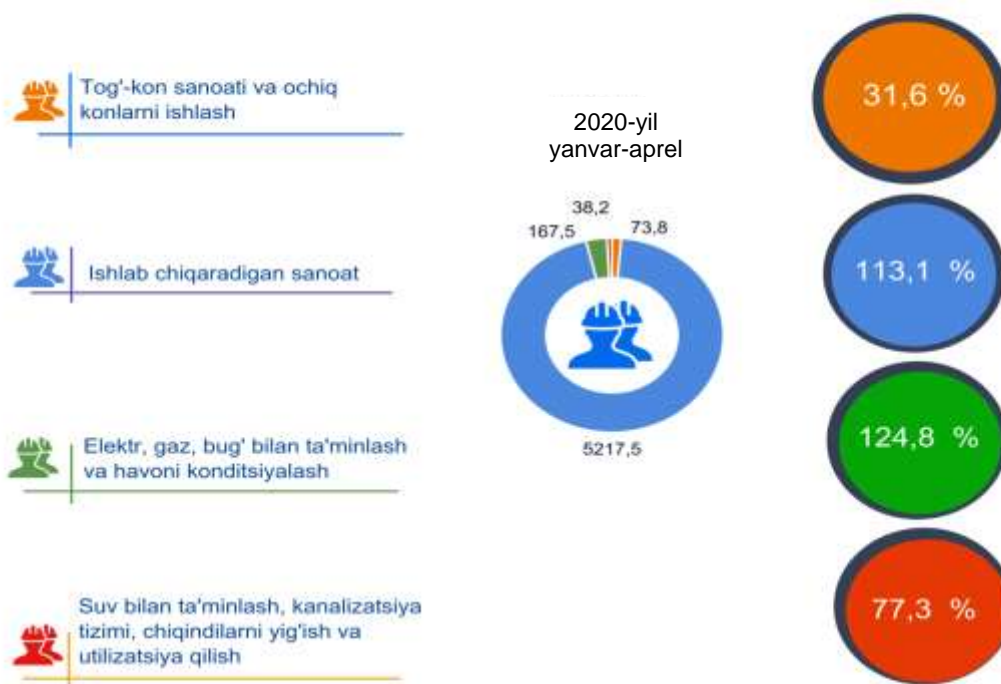 Tog'-kon sanoati va ochiq
konlarni ishlash
31,6 %
2020-yil
yanvar-aprel
38,2
167,5
73,8
Ishlab chiqaradigan sanoat
113,1 %
5217,5
Elektr, gaz, bug' bilan ta'minlash
va havoni konditsiyalash
124,8 %
Suv bilan ta'minlash, kanalizatsiya
tizimi, chiqindilarni yig'ish va
utilizatsiya qilish
77,3 %